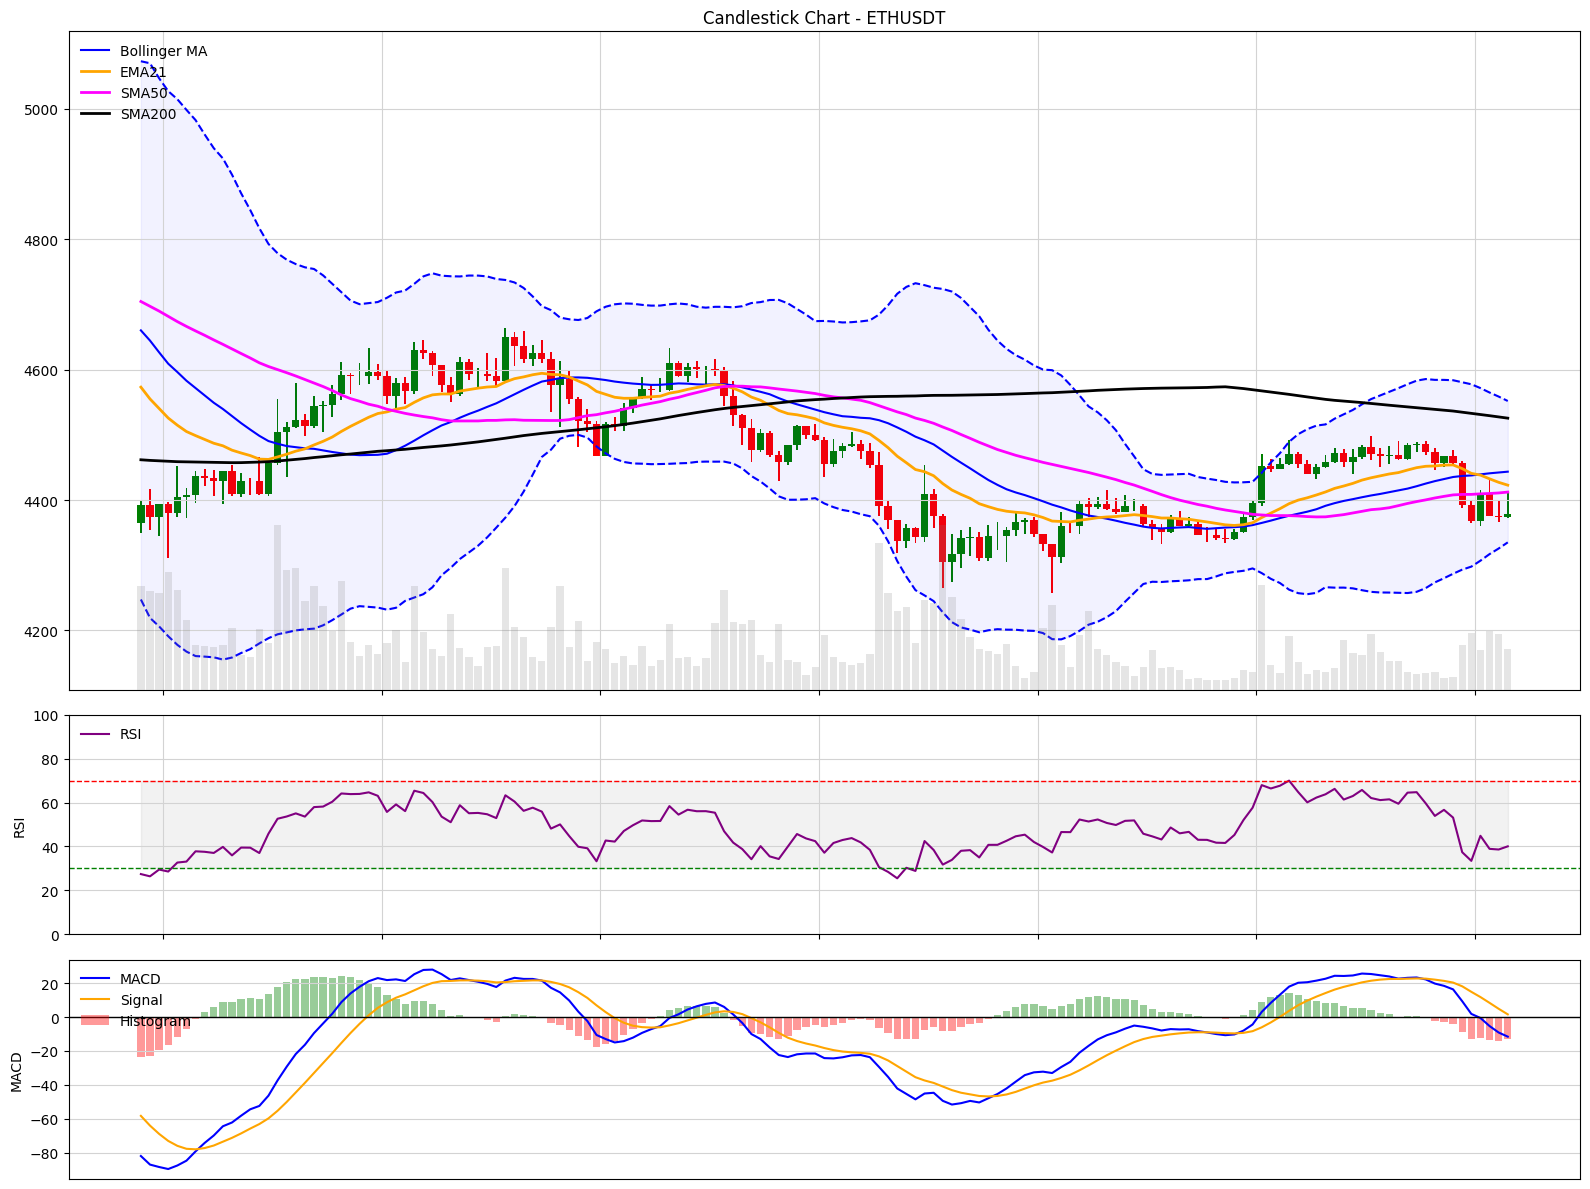 Candlestick Chart - ETHUSDT
Bollinger MA
EMA21
SMA50
SMA200
5000
4800
4600
4400
4200
RSI
100
80
60
40
20
0
RSI
MACD
Signal
Histogram
20
0
−20
−40
−60
−80
MACD